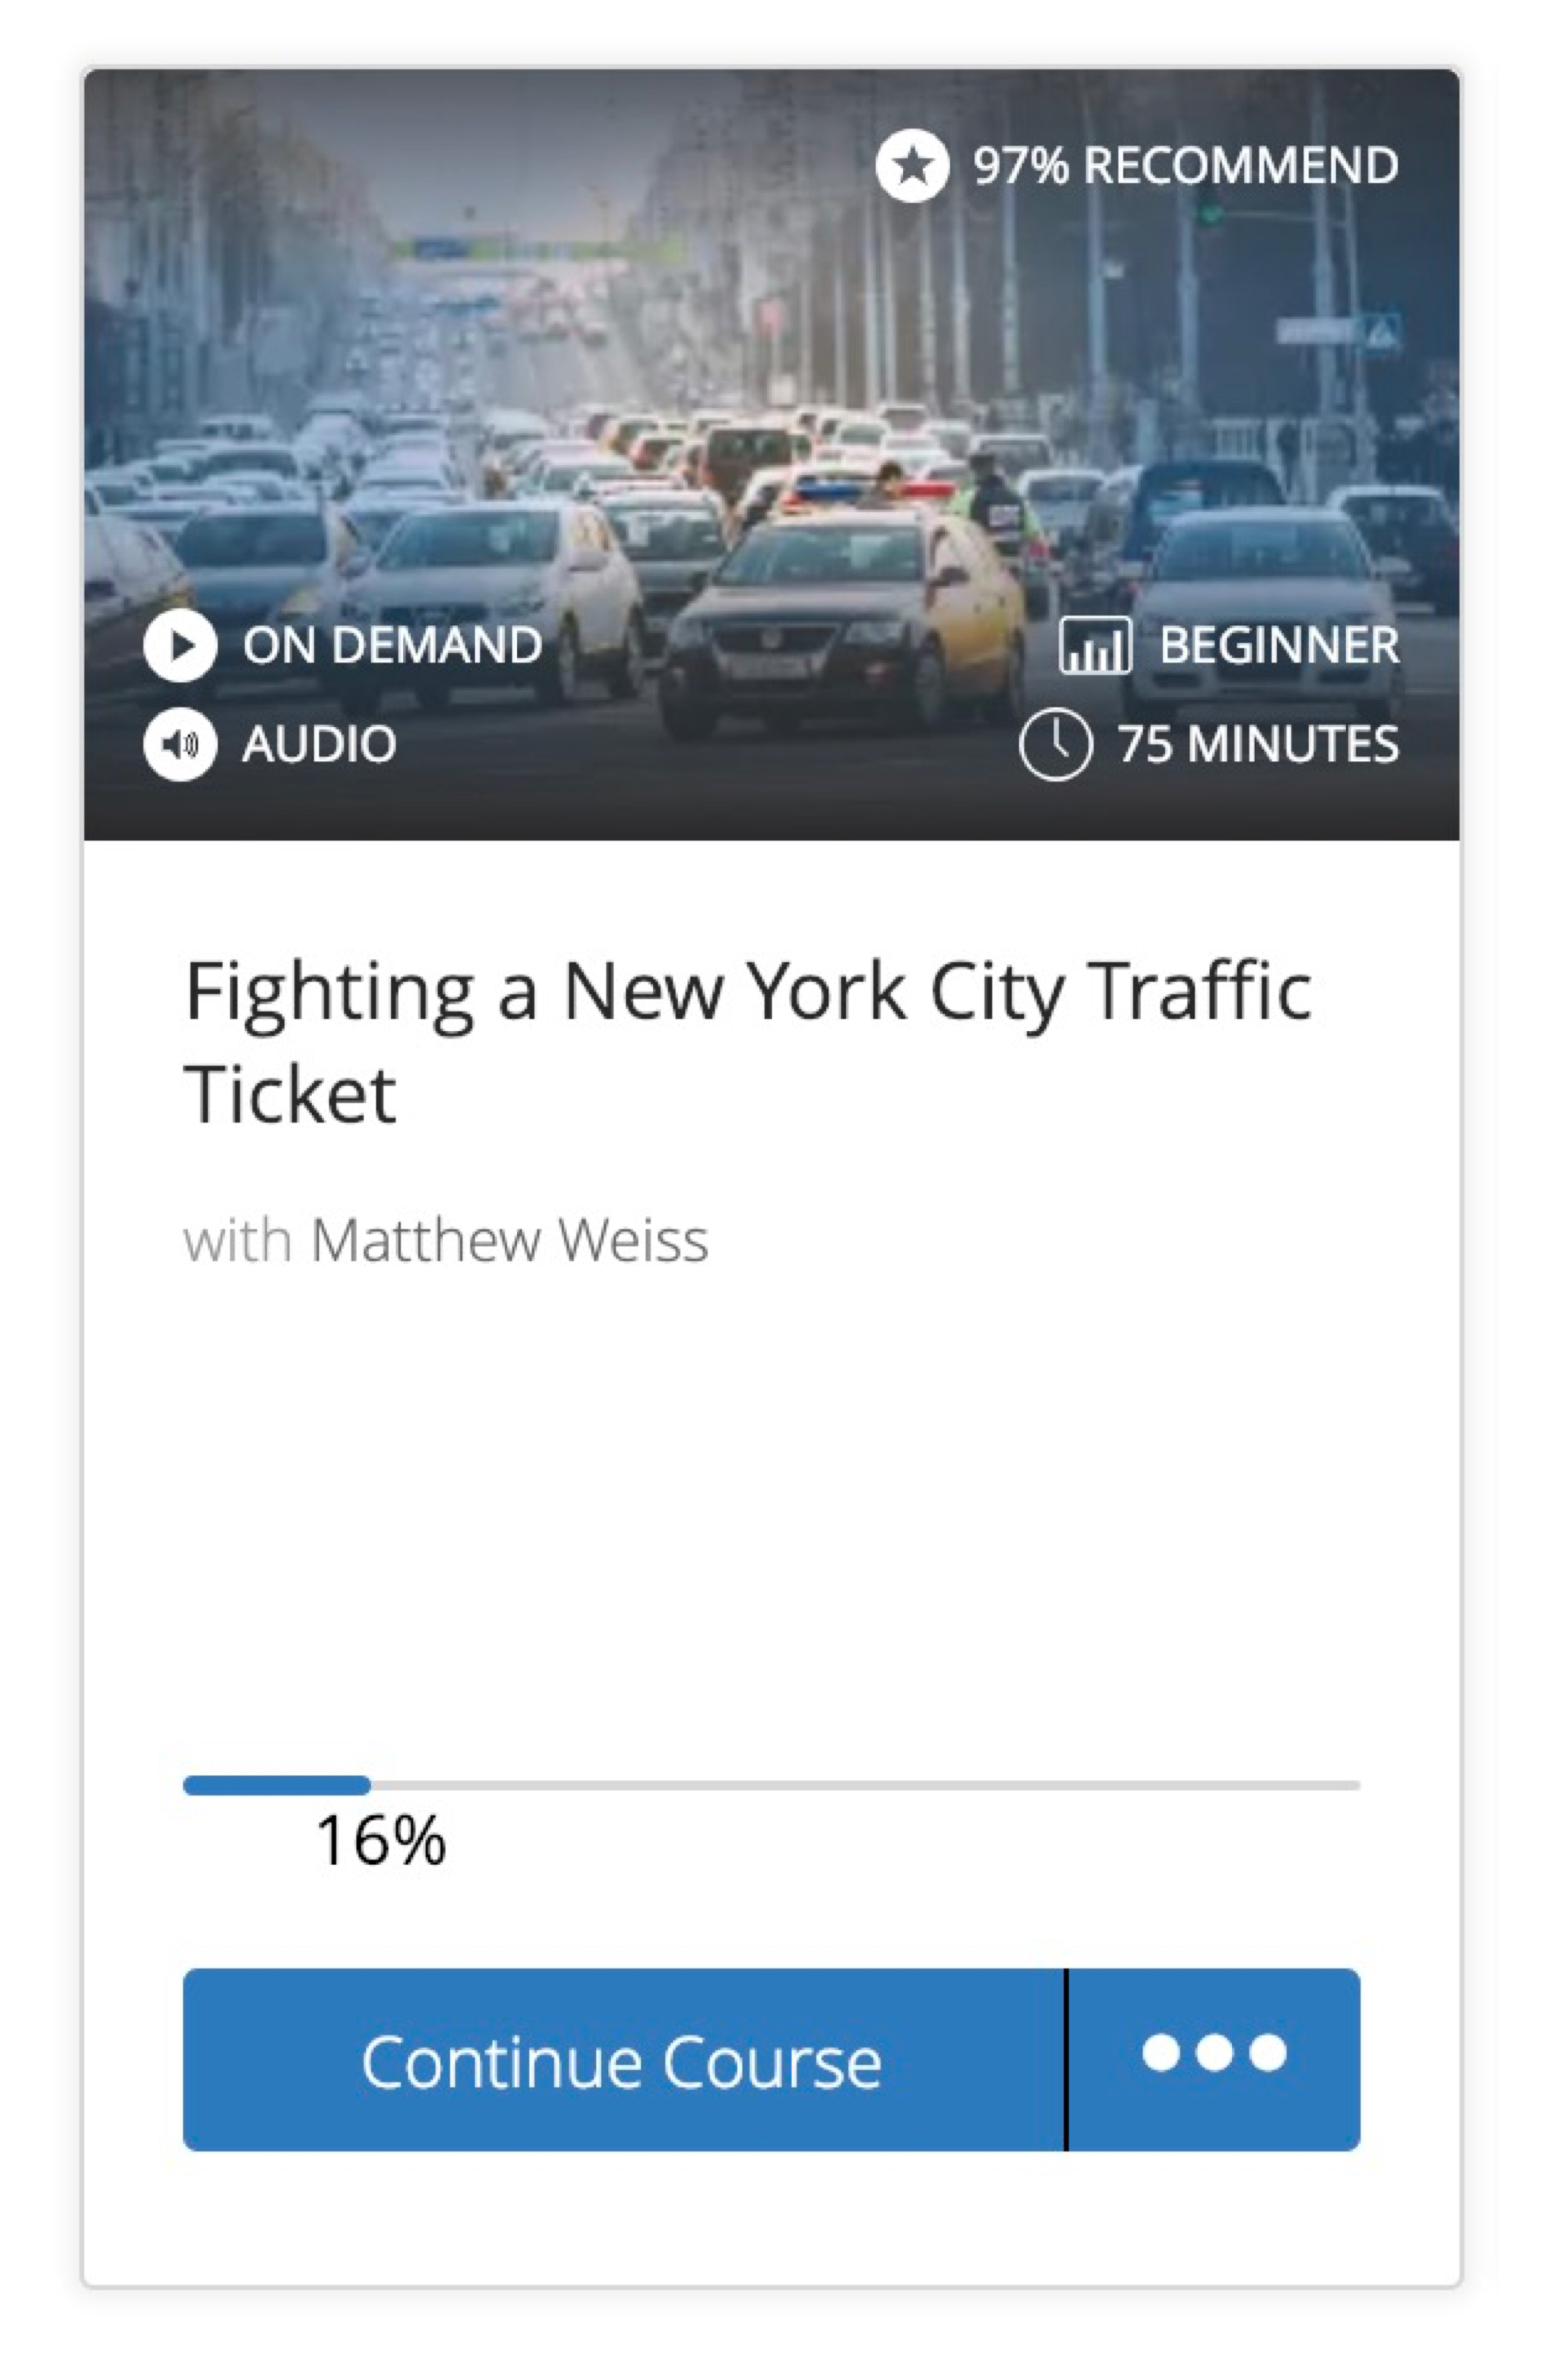 97% RECOMMEND
ON DEMAND
BEGINNER
AUDIO
75 MINUTES
Fighting a New York City Traffic
Ticket
with Matthew Weiss
16%
Continue Course